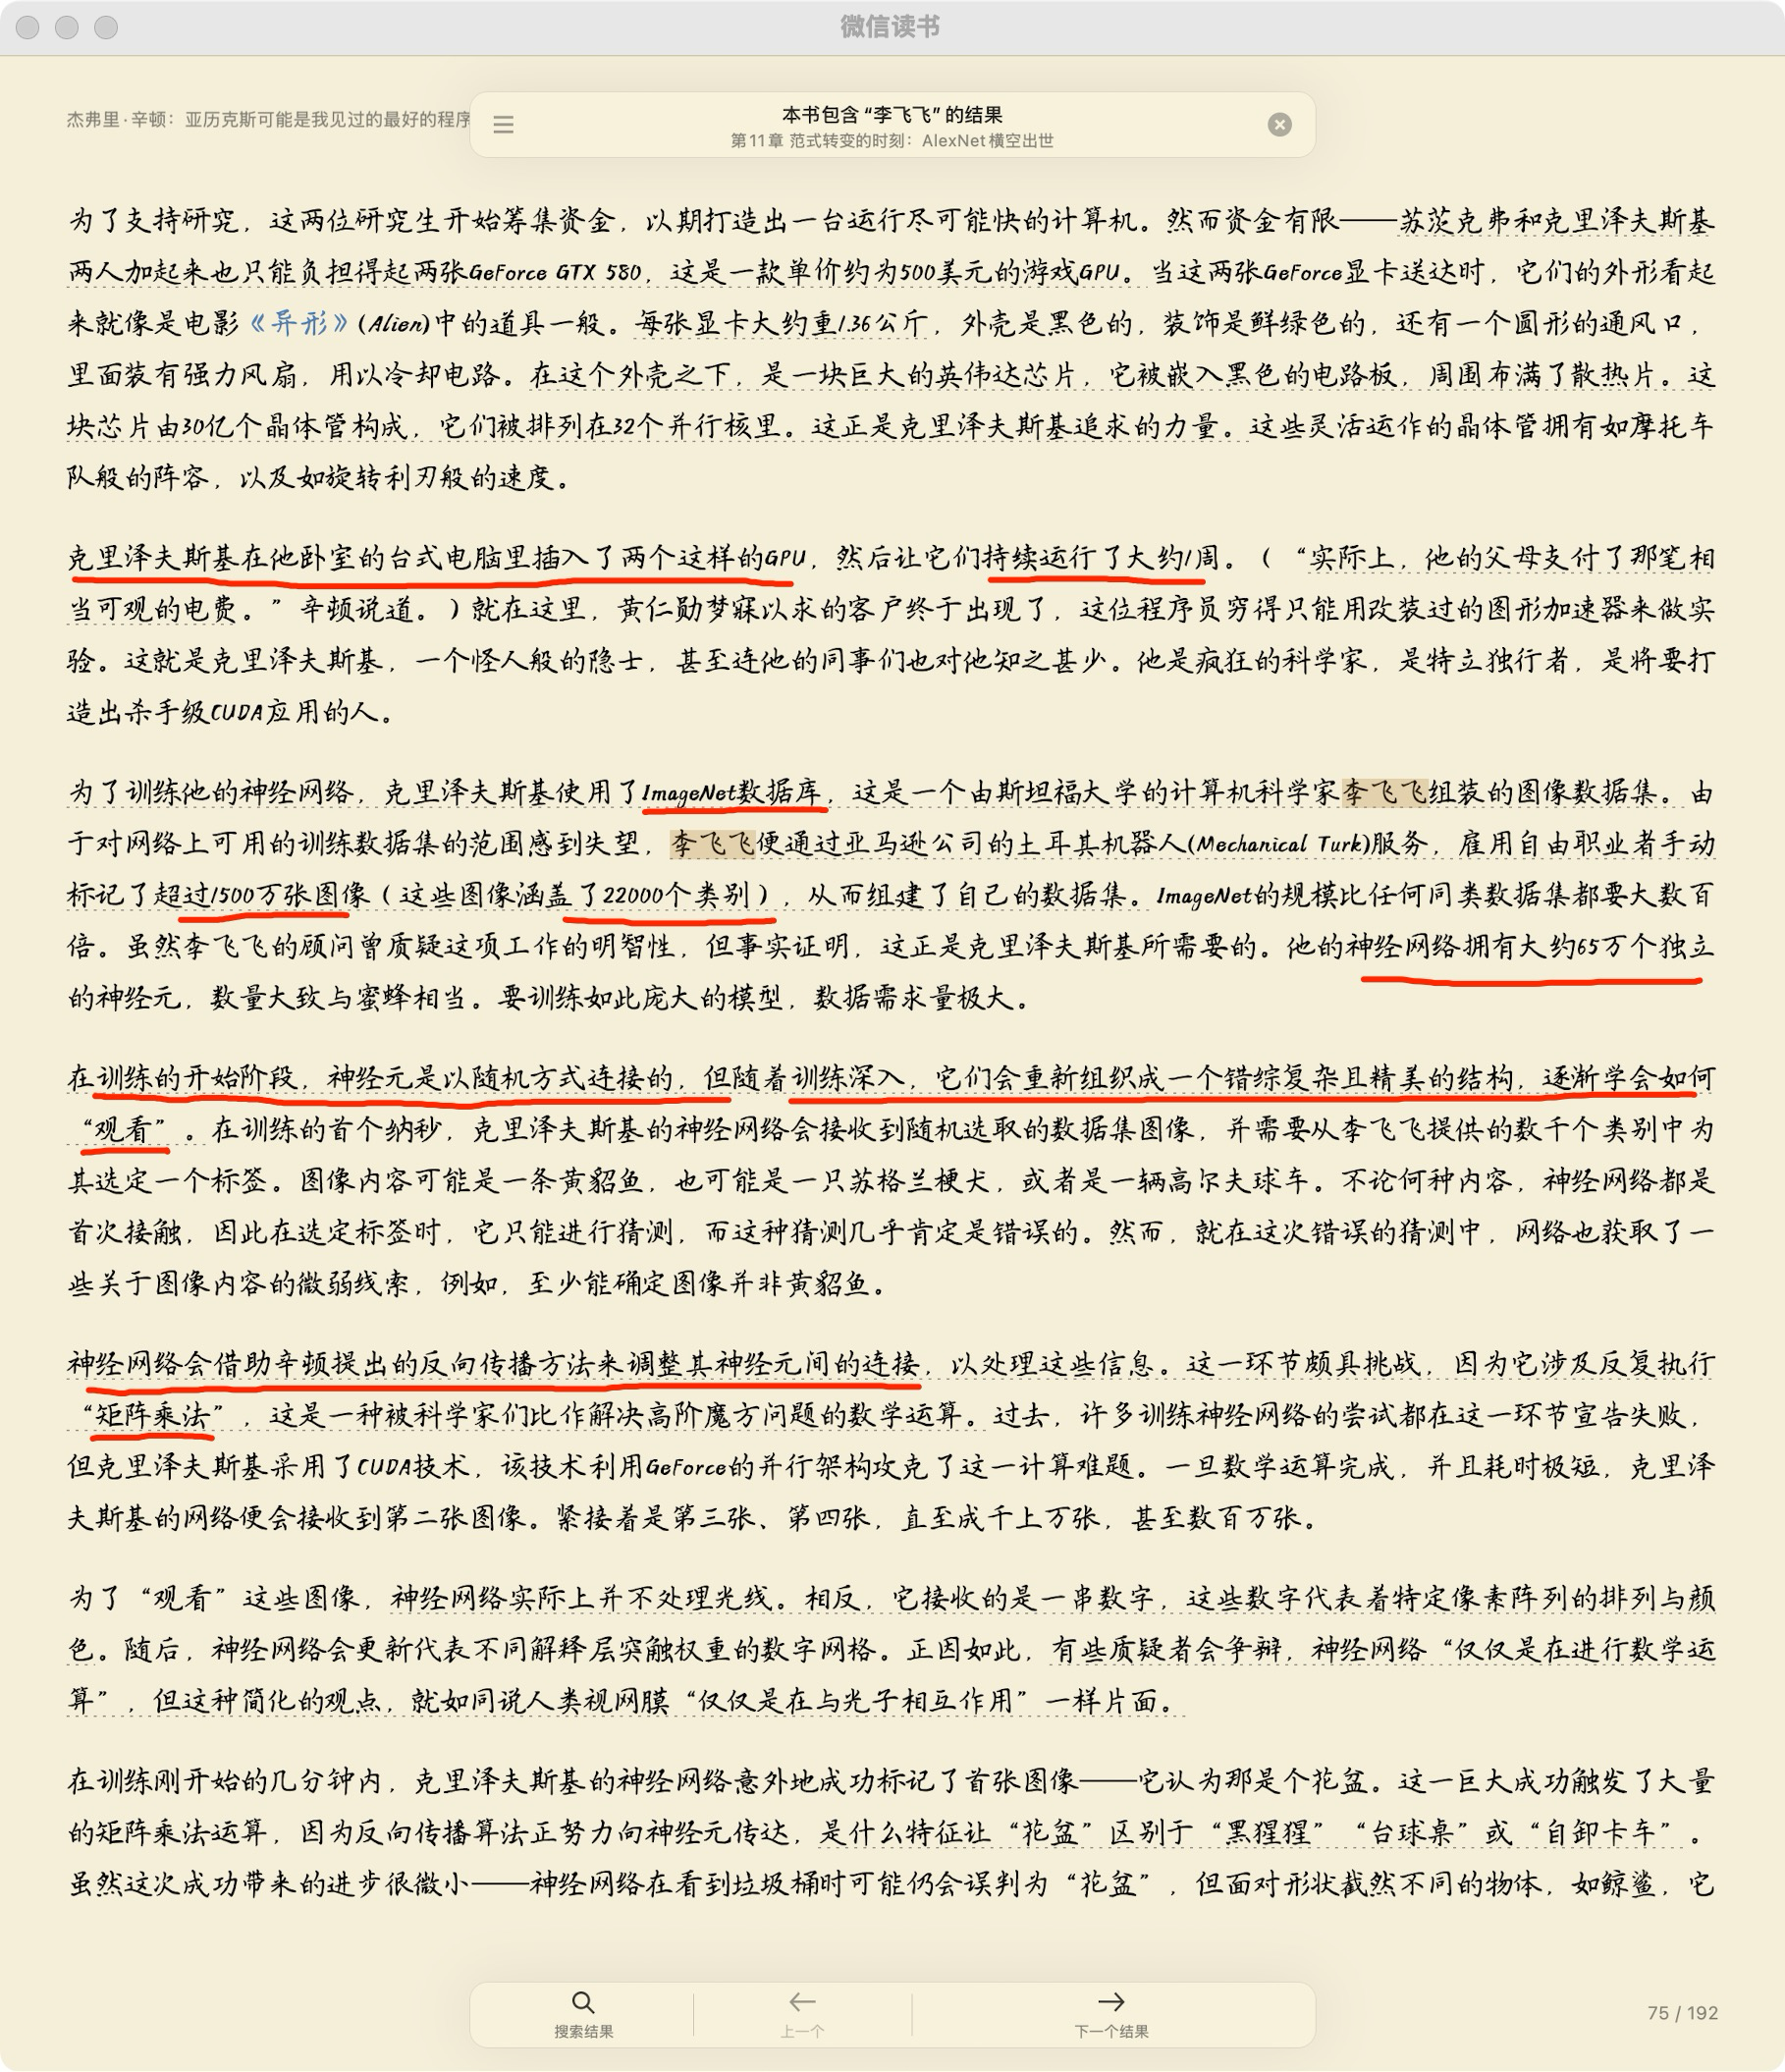 微信读书
杰弗里·辛顿：亚历克斯可能是我见过的最好的程序
本书包含“李飞飞”的结果
第11章 范式转变的时刻：AlexNet横空出世
为了支持研究，这两位研究生开始筹集资金，以期打造出一台运行尽可能快的计算机。然而资金有限——苏茨克弗和克里泽夫斯基
两人加起来也只能负担得起两张GeForce GTX 580，这是一款单价约为500美元的游戏GPU。当这两张GeForce显卡送达时，它们的外形看起
来就像是电影《异形》(Alien)中的道具一般。每张显卡大约重1.36公斤，外壳是黑色的，装饰是鲜绿色的，还有一个圆形的通风口，
里面装有强力风扇，用以冷却电路。在这个外壳之下，是一块巨大的英伟达芯片，它被嵌入黑色的电路板，周围布满了散热片。这
块芯片由30亿个晶体管构成，它们被排列在32个并行核里。这正是克里泽夫斯基追求的力量。这些灵活运作的晶体管拥有如摩托车
队般的阵容，以及如旋转利刃般的速度。
克里泽夫斯基在他卧室的台式电脑里插入了两个这样的GPU，然后让它们持续运行了大约1周。（“实际上，他的父母支付了那笔相
当可观的电费。”辛顿说道。）就在这里，黄仁勋梦寐以求的客户终于出现了，这位程序员穷得只能用改装过的图形加速器来做实
验。这就是克里泽夫斯基，一个怪人般的隐士，甚至连他的同事们也对他知之甚少。他是疯狂的科学家，是特立独行者，是将要打
造出杀手级CUDA应用的人。
为了训练他的神经网络，克里泽夫斯基使用了ImageNet数据库，这是一个由斯坦福大学的计算机科学家李飞飞组装的图像数据集。由
于对网络上可用的训练数据集的范围感到失望，李飞飞便通过亚马逊公司的土耳其机器人(Mechanical Turk)服务，雇用自由职业者手动
标记了超过1500万张图像（这些图像涵盖了22000个类别），从而组建了自己的数据集。ImageNet的规模比任何同类数据集都要大数百
倍。虽然李飞飞的顾问曾质疑这项工作的明智性，但事实证明，这正是克里泽夫斯基所需要的。他的神经网络拥有大约65万个独立
的神经元，数量大致与蜜蜂相当。要训练如此庞大的模型，数据需求量极大。
在训练的开始阶段，神经元是以随机方式连接的，但随着训练深入，它们会重新组织成一个错综复杂且精美的结构，逐渐学会如何
“观看”。在训练的首个纳秒，克里泽夫斯基的神经网络会接收到随机选取的数据集图像，并需要从李飞飞提供的数千个类别中为
其选定一个标签。图像内容可能是一条黄貂鱼，也可能是一只苏格兰梗犬，或者是一辆高尔夫球车。不论何种内容，神经网络都是
首次接触，因此在选定标签时，它只能进行猜测，而这种猜测几乎肯定是错误的。然而，就在这次错误的猜测中，网络也获取了一
些关于图像内容的微弱线索，例如，至少能确定图像并非黄貂鱼。
神经网络会借助辛顿提出的反向传播方法来调整其神经元间的连接，以处理这些信息。这一环节颇具挑战，因为它涉及反复执行
“矩阵乘法”，这是一种被科学家们比作解决高阶魔方问题的数学运算。过去，许多训练神经网络的尝试都在这一环节宣告失败，
但克里泽夫斯基采用了CUDA技术，该技术利用GeForce的并行架构攻克了这一计算难题。一旦数学运算完成，并且耗时极短，克里泽
夫斯基的网络便会接收到第二张图像。紧接着是第三张、第四张，直至成千上万张，甚至数百万张。
为了“观看”这些图像，神经网络实际上并不处理光线。相反，它接收的是一串数字，这些数字代表着特定像素阵列的排列与颜
色。随后，神经网络会更新代表不同解释层突触权重的数字网格。正因如此，有些质疑者会争辩，神经网络“仅仅是在进行数学运
算”，但这种简化的观点，就如同说人类视网膜“仅仅是在与光子相互作用”一样片面。
在训练刚开始的几分钟内，克里泽夫斯基的神经网络意外地成功标记了首张图像——它认为那是个花盆。这一巨大成功触发了大量
的矩阵乘法运算，因为反向传播算法正努力向神经元传达，是什么特征让“花盆”区别于“黑猩猩”“台球桌”或“自卸卡车”。
虽然这次成功带来的进步很微小——神经网络在看到垃圾桶时可能仍会误判为“花盆”，但面对形状截然不同的物体，如鲸鲨，它
搜索结果
上一个
下一个结果
75 / 192